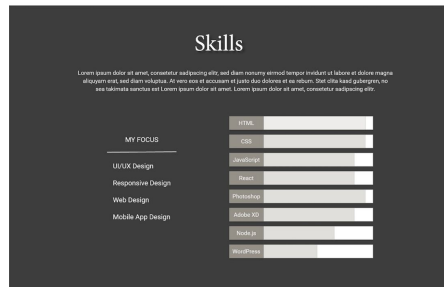 Skills
Lorem ipsum dolor sit amet, consetetur sadipscing elitr, sed diam nonumy eirmod tempor invidunt ut labore et dolore magna
aliquyam erat, sed diam voluptua. At vero eos et accusam et justo duo dolores et ea rebum. Stet clita kasd gubergren, no
sea takimata sanctus est Lorem ipsum dolor sit amet. Lorem ipsum dolor sit amet, consetetur sadipscing elitr.
MY FOCUS
UI/UX Design
Responsive Design
Web Design
Mobile App Design
HTML
CSS
JavaScript
React
Photoshop
Adobe XD
Node.js
WordPress